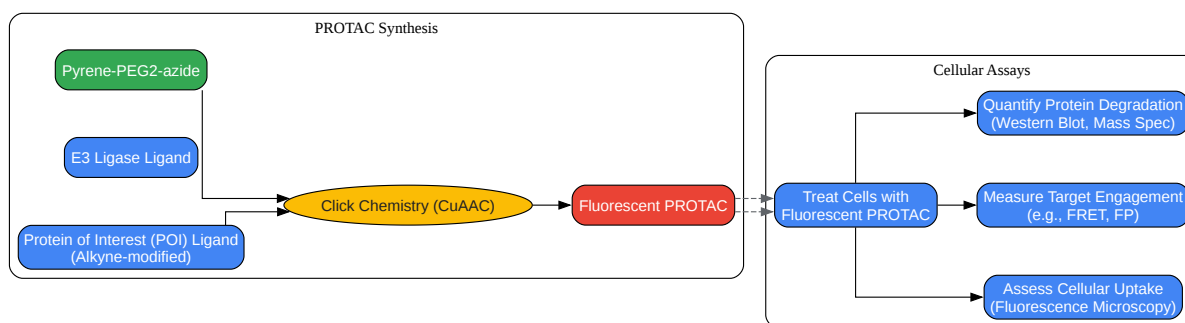 PROTAC Synthesis
Pyrene-PEG2-azide
E3 Ligase Ligand
Protein of Interest (POI) Ligand
(Alkyne-modified)
Click Chemistry (CuAAC)
Fluorescent PROTAC
Cellular Assays
Treat Cells with
Fluorescent PROTAC
Quantify Protein Degradation
(Western Blot, Mass Spec)
Measure Target Engagement
(e.g., FRET, FP)
Assess Cellular Uptake
(Fluorescence Microscopy)